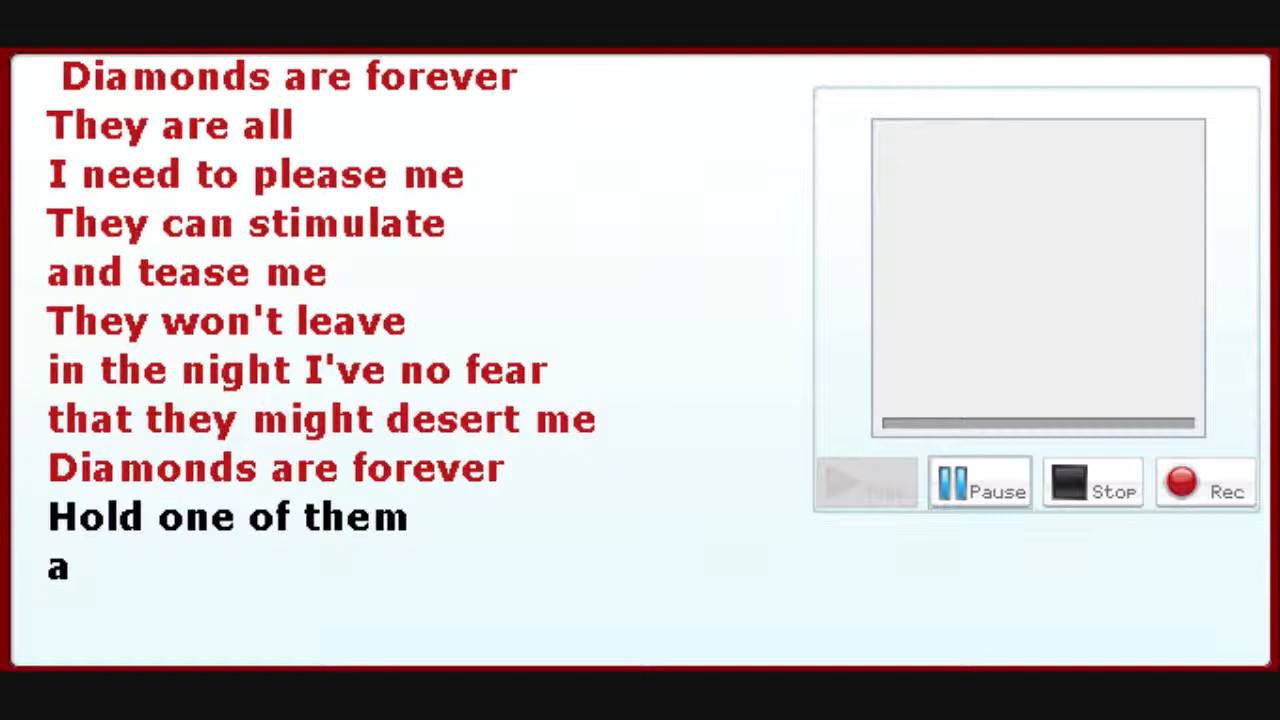 Diamonds are forever
They are all
I need to please me
They can stimulate
and tease me
They won't leave
in the night I've no fear
that they might desert me
Diamonds are forever
Hold one of them
a
Pause
Stop
Rec